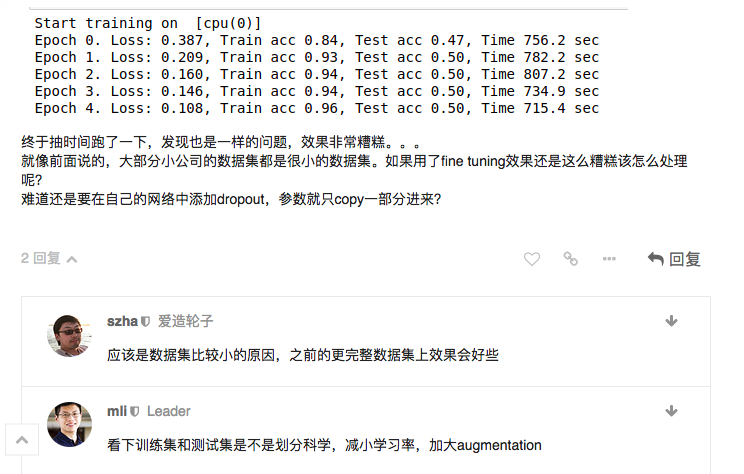 Start training on  [cpu(0)]
Epoch 0. Loss: 0.387, Train acc 0.84, Test acc 0.47, Time 756.2 sec
Epoch 1. Loss: 0.209, Train acc 0.93, Test acc 0.50, Time 782.2 sec
Epoch 2. Loss: 0.160, Train acc 0.94, Test acc 0.50, Time 807.2 sec
Epoch 3. Loss: 0.146, Train acc 0.94, Test acc 0.50, Time 734.9 sec
Epoch 4. Loss: 0.108, Train acc 0.96, Test acc 0.50, Time 715.4 sec
终于抽时间跑了一下，发现也是一样的问题，效果非常糟糕。。。
就像前面说的，大部分小公司的数据集都是很小的数据集。如果用了fine tuning效果还是这么糟糕该怎么处理
呢?
难道还是要在自己的网络中添加dropout，参数就只copy一部分进来?
2 回复
回复
szha 爱造轮子
应该是数据集比较小的原因，之前的更完整数据集上效果会好些
mli Leader
看下训练集和测试集是不是划分科学，减小学习率，加大augmentation